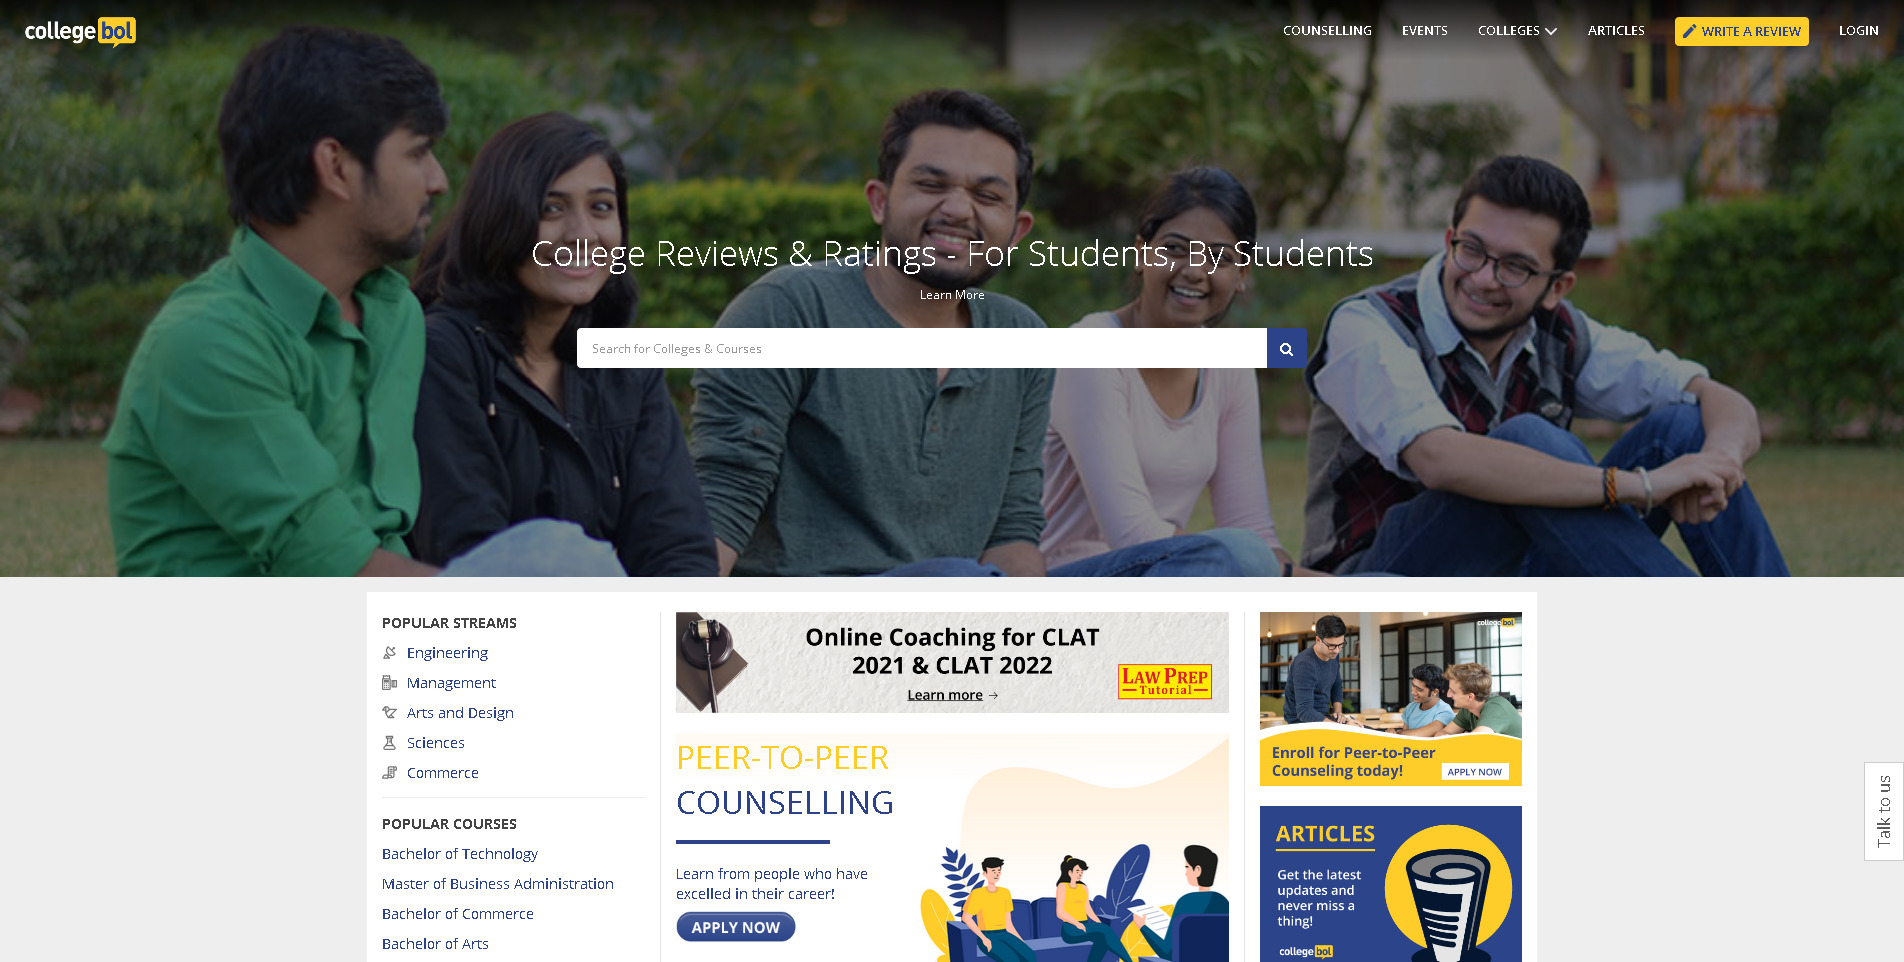 collegebol
COUNSELLING
EVENTS
COLLEGES
ARTICLES
WRITE A REVIEW
LOGIN
College Reviews & Ratings - For Students, By Students
Learn More
Search for Colleges & Courses
POPULAR STREAMS
Engineering
Management
Arts and Design
Sciences
Commerce
POPULAR COURSES
Bachelor of Technology
Master of Business Administration
Bachelor of Commerce
Bachelor of Arts
Online Coaching for CLAT
2021 & CLAT 2022
Learn more →
LAW PREP
Tutorial
PEER-TO-PEER
COUNSELLING
Learn from people who have
excelled in their career!
APPLY NOW
collegebol
Enroll for Peer-to-Peer
Counseling today!
APPLY NOW
ARTICLES
Get the latest
updates and
never miss a
thing!
collegebol
Talk to us